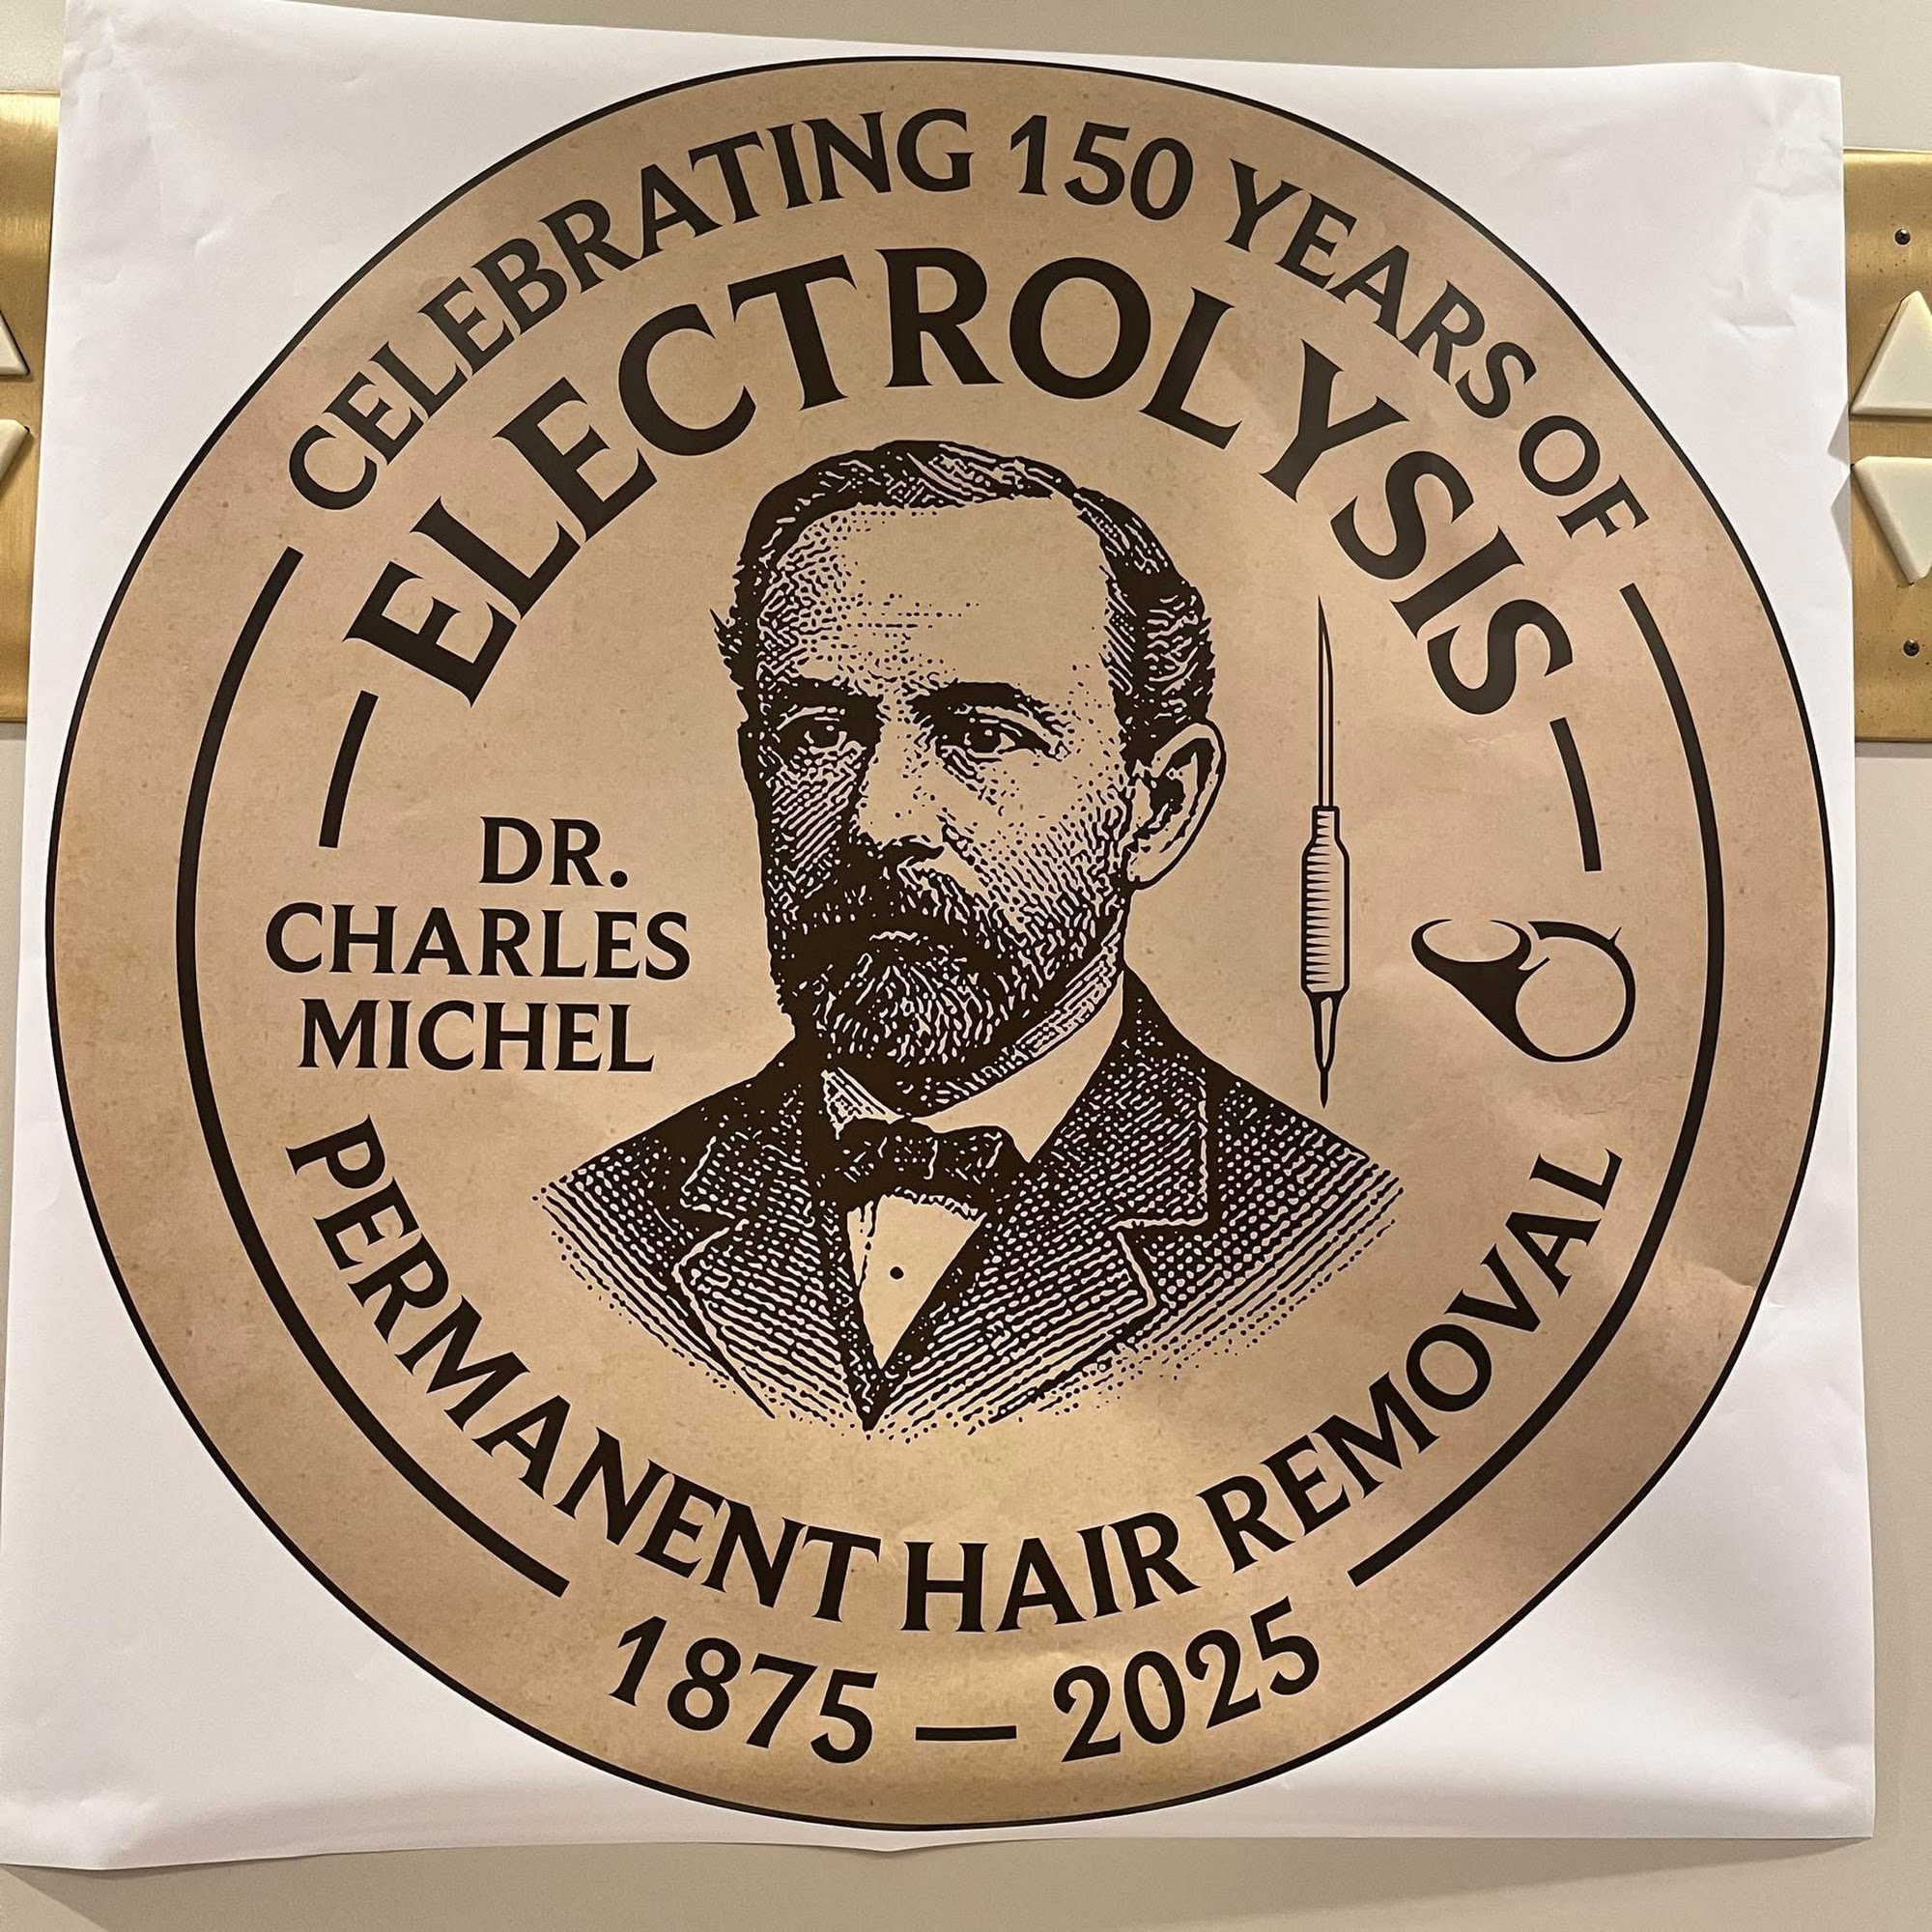 CELEBRATING 150 YEARS OF
ELECTROLYSIS
DR.
CHARLES
MICHEL
PERMANENT HAIR REMOVAL
1875 — 2025